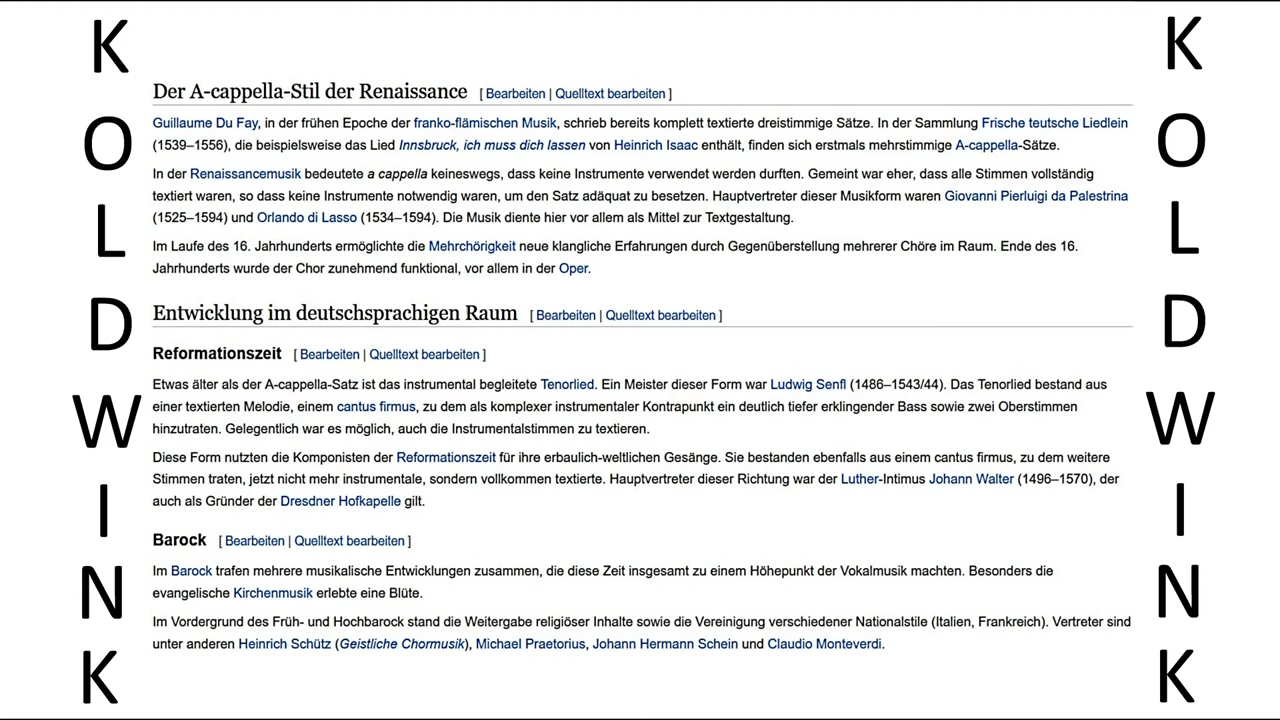 K
O
L
D
W
I
N
K
Der A-cappella-Stil der Renaissance [ Bearbeiten | Quelltext bearbeiten ]
Guillaume Du Fay, in der frühen Epoche der franko-flämischen Musik, schrieb bereits komplett textierte dreistimmige Sätze. In der Sammlung Frische teutsche Liedlein
(1539–1556), die beispielsweise das Lied Innsbruck, ich muss dich lassen von Heinrich Isaac enthält, finden sich erstmals mehrstimmige A-cappella-Sätze.
In der Renaissancemusik bedeutete a cappella keineswegs, dass keine Instrumente verwendet werden durften. Gemeint war eher, dass alle Stimmen vollständig
textiert waren, so dass keine Instrumente notwendig waren, um den Satz adäquat zu besetzen. Hauptvertreter dieser Musikform waren Giovanni Pierluigi da Palestrina
(1525–1594) und Orlando di Lasso (1534–1594). Die Musik diente hier vor allem als Mittel zur Textgestaltung.
Im Laufe des 16. Jahrhunderts ermöglichte die Mehrchörigkeit neue klangliche Erfahrungen durch Gegenüberstellung mehrerer Chöre im Raum. Ende des 16.
Jahrhunderts wurde der Chor zunehmend funktional, vor allem in der Oper.
Entwicklung im deutschsprachigen Raum [ Bearbeiten | Quelltext bearbeiten ]
Reformationszeit [ Bearbeiten | Quelltext bearbeiten ]
Etwas älter als der A-cappella-Satz ist das instrumental begleitete Tenorlied. Ein Meister dieser Form war Ludwig Senfl (1486–1543/44). Das Tenorlied bestand aus
einer textierten Melodie, einem cantus firmus, zu dem als komplexer instrumentaler Kontrapunkt ein deutlich tiefer erklingender Bass sowie zwei Oberstimmen
hinzutraten. Gelegentlich war es möglich, auch die Instrumentalstimmen zu textieren.
Diese Form nutzten die Komponisten der Reformationszeit für ihre erbaulich-weltlichen Gesänge. Sie bestanden ebenfalls aus einem cantus firmus, zu dem weitere
Stimmen traten, jetzt nicht mehr instrumentale, sondern vollkommen textierte. Hauptvertreter dieser Richtung war der Luther-Intimus Johann Walter (1496–1570), der
auch als Gründer der Dresdner Hofkapelle gilt.
Barock [ Bearbeiten | Quelltext bearbeiten ]
Im Barock trafen mehrere musikalische Entwicklungen zusammen, die diese Zeit insgesamt zu einem Höhepunkt der Vokalmusik machten. Besonders die
evangelische Kirchenmusik erlebte eine Blüte.
Im Vordergrund des Früh- und Hochbarock stand die Weitergabe religiöser Inhalte sowie die Vereinigung verschiedener Nationalstile (Italien, Frankreich). Vertreter sind
unter anderen Heinrich Schütz (Geistliche Chormusik), Michael Praetorius, Johann Hermann Schein und Claudio Monteverdi.
K
O
L
D
W
I
N
K